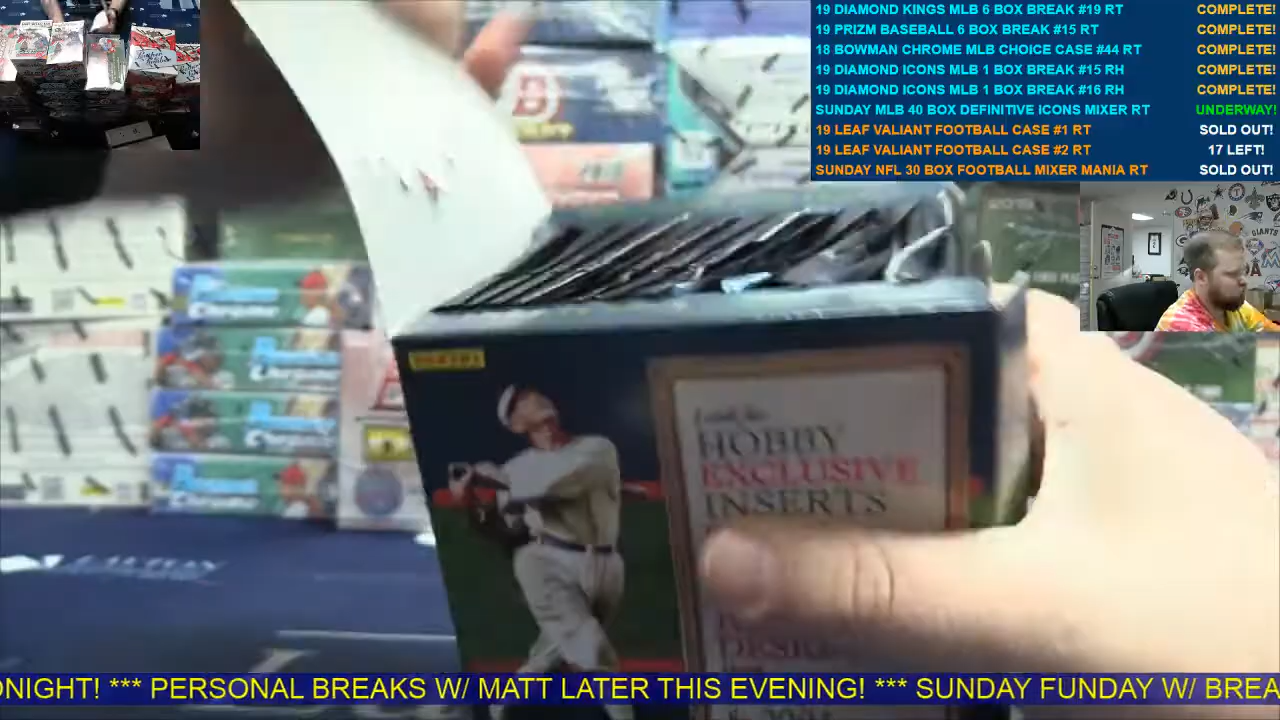 19 DIAMOND KINGS MLB 6 BOX BREAK #19 RT COMPLETE!
19 PRIZM BASEBALL 6 BOX BREAK #15 RT COMPLETE!
18 BOWMAN CHROME MLB CHOICE CASE #44 RT COMPLETE!
19 DIAMOND ICONS MLB 1 BOX BREAK #15 RH COMPLETE!
19 DIAMOND ICONS MLB 1 BOX BREAK #16 RH COMPLETE!
SUNDAY MLB 40 BOX DEFINITIVE ICONS MIXER RT UNDERWAY!
19 LEAF VALIANT FOOTBALL CASE #1 RT SOLD OUT!
19 LEAF VALIANT FOOTBALL CASE #2 RT 17 LEFT!
SUNDAY NFL 30 BOX FOOTBALL MIXER MANIA RT SOLD OUT!
PANINI
HOBBY
EXCLUSIVE
INSERTS
ONIGHT! *** PERSONAL BREAKS W/ MATT LATER THIS EVENING! *** SUNDAY FUNDAY W/ BREA